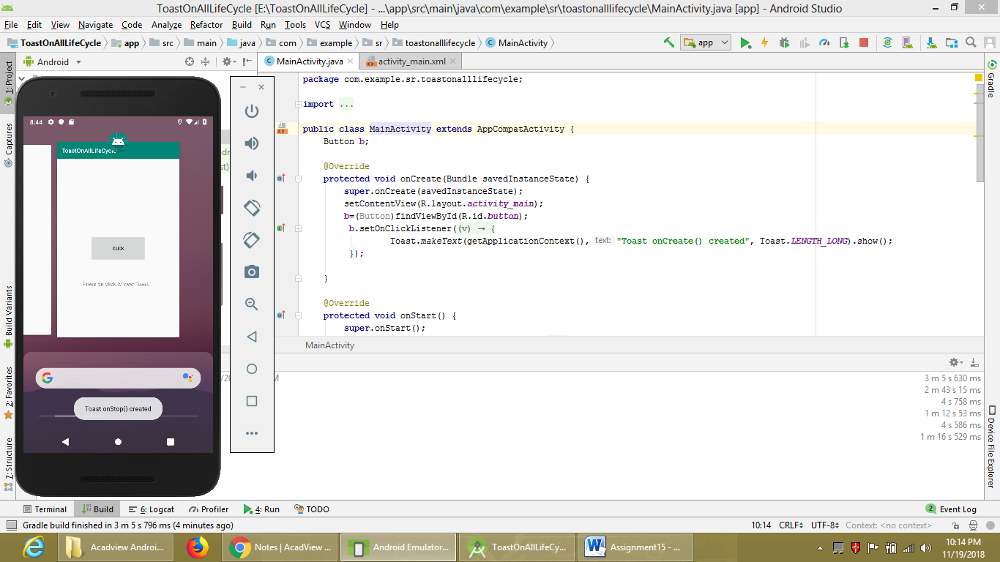 ToastOnAllLifeCycle [E:\ToastOnAllLifeCycle] - ...\app\src\main\java\com\example\sr\toastonalllifecycle\MainActivity.java [app] - Android Studio
File Edit View Navigate Code Analyze Refactor Build Run Tools VCS Window Help
ToastOnAllLifeCycle app src main java com example sr toastonalllifecycle MainActivity
app
Android
MainActivity.java activity_main.xml
1: Project
Captures
Build Variants
2: Favorites
7: Structure
Gradle
Device File Explorer
8:44
ToastOnAllLifeCycle
CLICK
Press on click to view Toast.
G
Toast onStop() created
package com.example.sr.toastonalllifecycle;
import ...
public class MainActivity extends AppCompatActivity {
Button b;
@Override
protected void onCreate(Bundle savedInstanceState) {
super.onCreate(savedInstanceState);
setContentView(R.layout.activity_main);
b=(Button)findViewById(R.id.button);
b.setOnClickListener((v) → {
Toast.makeText(getApplicationContext(), text: "Toast onCreate() created", Toast.LENGTH_LONG).show();
});
}
@Override
protected void onStart() {
super.onStart();
MainActivity
3 m 5 s 630 ms
2 m 43 s 15 ms
4 s 758 ms
1 m 12 s 53 ms
4 s 586 ms
1 m 16 s 529 ms
Terminal Build 6: Logcat Profiler 4: Run TODO 2 Event Log
Gradle build finished in 3 m 5 s 796 ms (4 minutes ago) 10:14 CRLF UTF-8 Context: <no context>
Acadview Androi... Notes | AcadView ... Android Emulator... ToastOnAllLifeCy... Assignment15 - ...
10:14 PM
11/19/2018